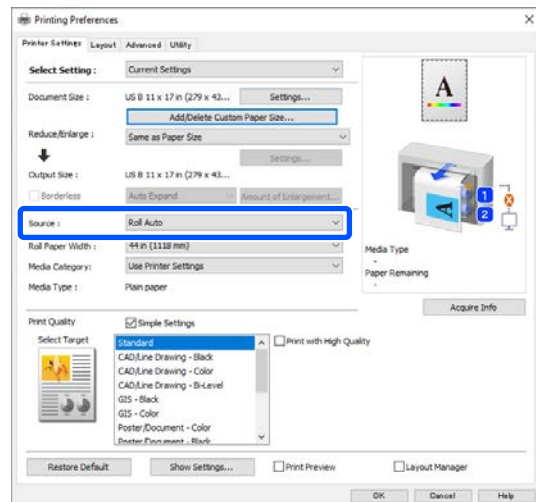 Printing Preferences
Printer Settings Layout Advanced Utility
Select Setting : Current Settings
Document Size : US B 11 x 17 in (279 x 43... Settings...
Add/Delete Custom Paper Size...
Reduce/Enlarge : Same as Paper Size
Settings...
Output Size : US B 11 x 17 in (279 x 43...
Borderless Auto Expand Amount of Enlargement...
Source : Roll Auto
Roll Paper Width : 44 in (1118 mm)
Media Category: Use Printer Settings
Media Type : Plain paper
Print Quality Simple Settings
Select Target Standard Print with High Quality
CAD/Line Drawing - Black
CAD/Line Drawing - Color
CAD/Line Drawing - Bi-Level
GIS - Black
GIS - Color
Poster/Document - Color
Poster/Document - Black
A
A
1
2
Media Type
-
Paper Remaining
-
Acquire Info
Restore Default Show Settings... Print Preview Layout Manager
OK Cancel Help